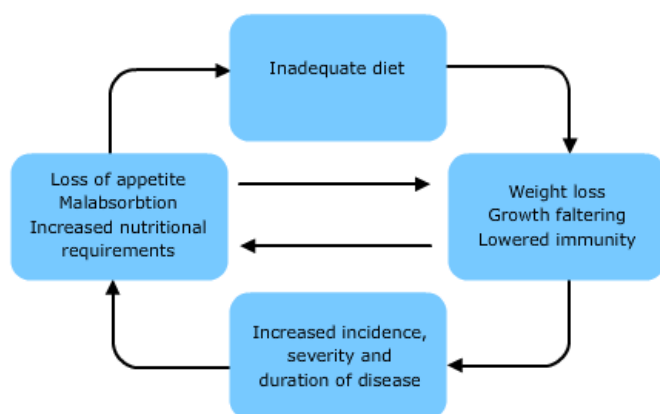 Inadequate diet
Loss of appetite
Malabsorbtion
Increased nutritional
requirements
Weight loss
Growth faltering
Lowered immunity
Increased incidence,
severity and
duration of disease